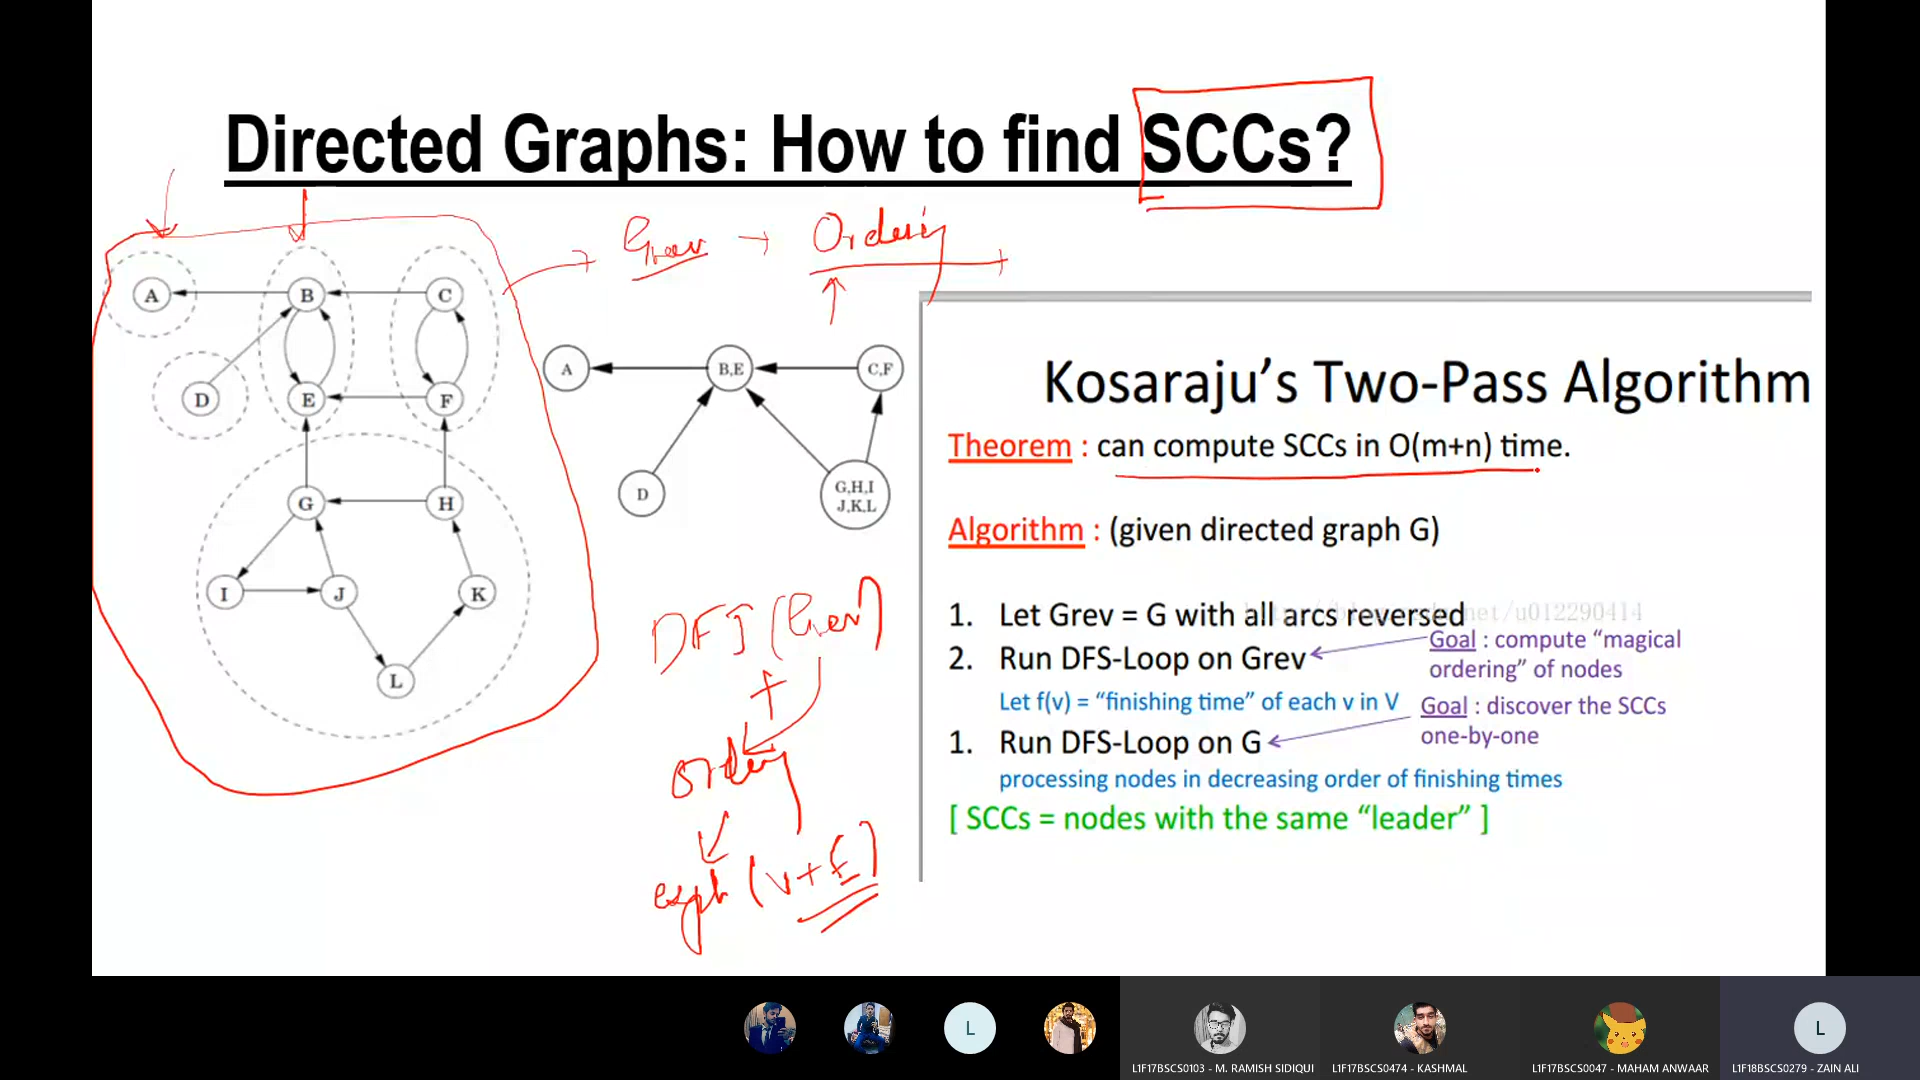 Directed Graphs: How to find SCCs?
Grev → Ordering
A B C
D E F
G H
I J K
L
A B,E C,F
D G,H,I
J,K,L
DFS (Grev)
+
Kosaraju's Two-Pass Algorithm
Theorem : can compute SCCs in O(m+n) time.
Algorithm : (given directed graph G)
1. Let Grev = G with all arcs reversed
2. Run DFS-Loop on Grev
Goal : compute “magical
ordering” of nodes
Let f(v) = “finishing time” of each v in V
1. Run DFS-Loop on G
Goal : discover the SCCs
one-by-one
processing nodes in decreasing order of finishing times
[ SCCs = nodes with the same “leader” ]
(V+E)
L
L
L1F17BSCS0103 - M. RAMISH SIDIQUI
L1F17BSCS0474 - KASHMAL
L1F17BSCS0047 - MAHAM ANWAAR
L1F18BSCS0279 - ZAIN ALI